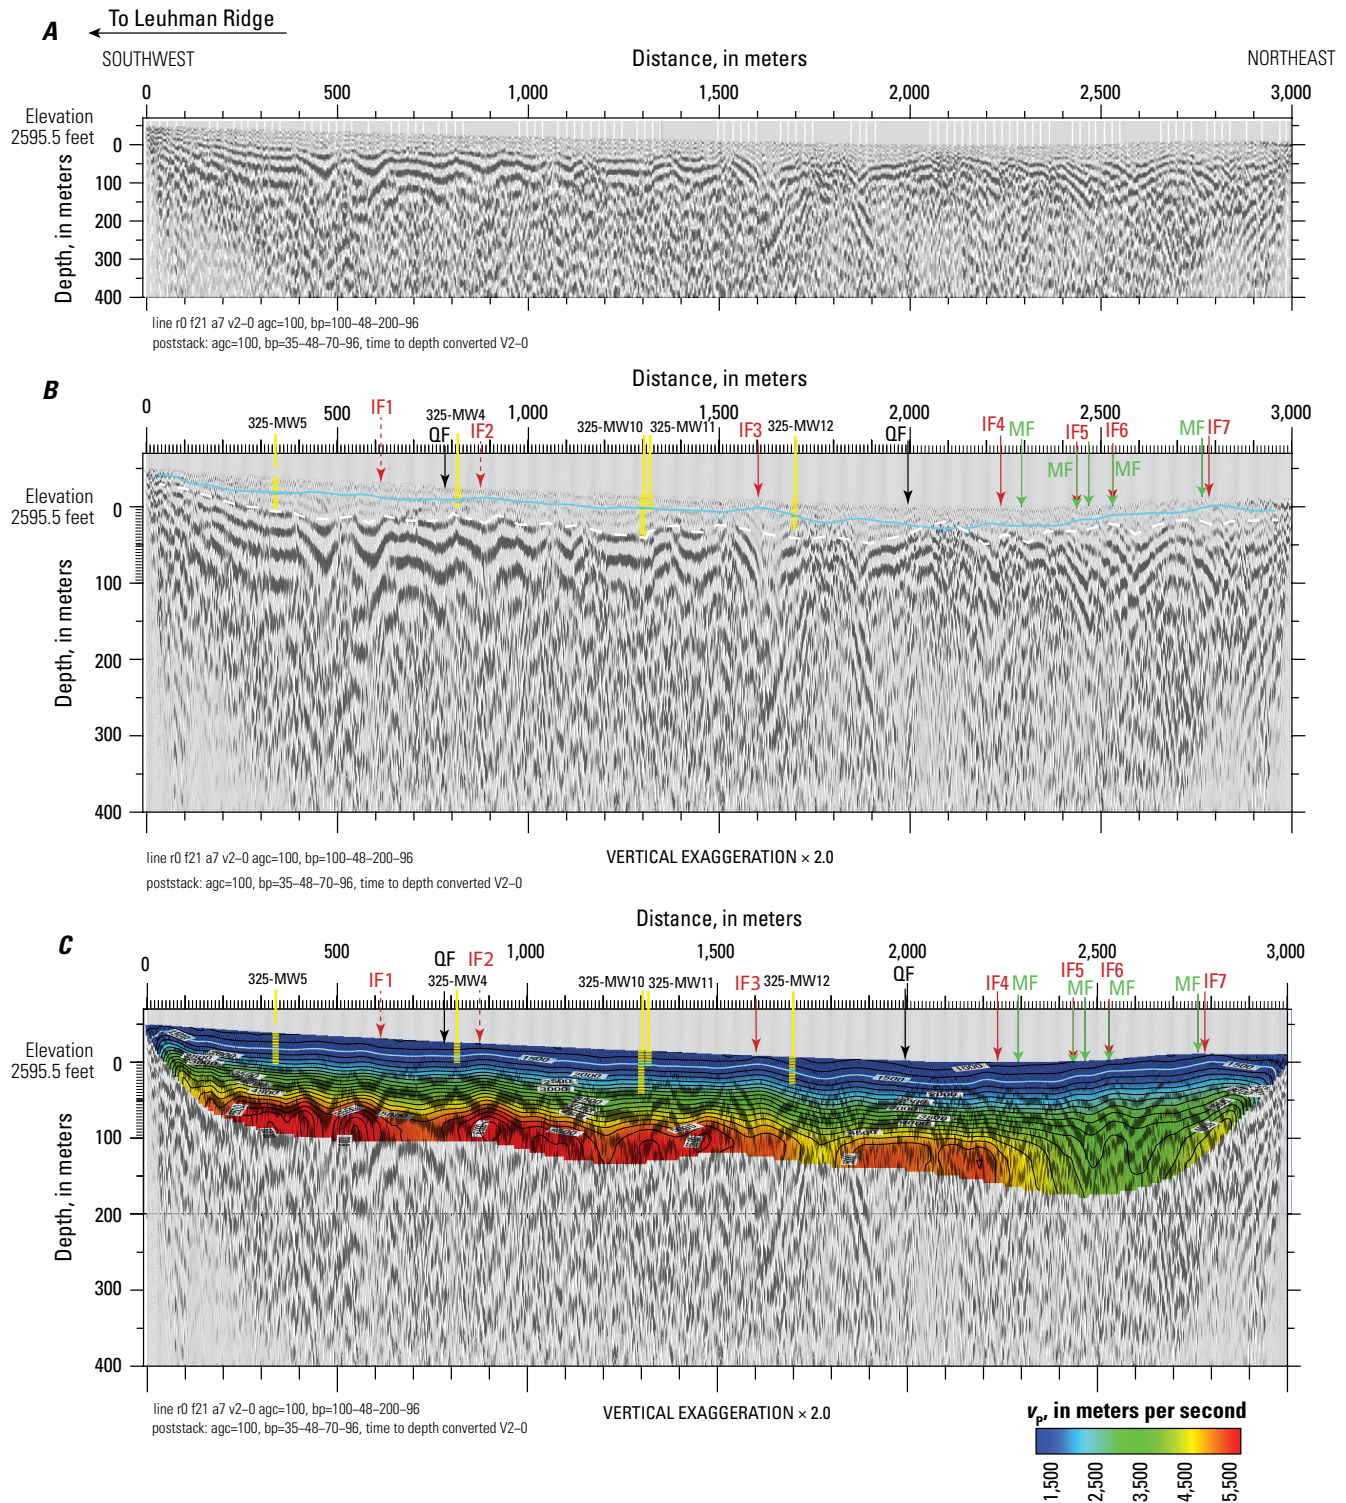 A
To Leuhman Ridge
SOUTHWEST
Distance, in meters
NORTHEAST
0 500 1,000 1,500 2,000 2,500 3,000
Elevation
2595.5 feet
0
100
200
300
400
Depth, in meters
line r0 f21 a7 v2–0 agc=100, bp=100–48–200–96
poststack: agc=100, bp=35–48–70–96, time to depth converted V2–0
B
Distance, in meters
0 500 1,000 1,500 2,000 2,500 3,000
325-MW5 IF1 325-MW4 QF IF2 325-MW10 325-MW11 IF3 325-MW12 QF IF4 MF IF5 MF IF6 MF MF IF7
Elevation
2595.5 feet
0
100
200
300
400
Depth, in meters
line r0 f21 a7 v2–0 agc=100, bp=100–48–200–96
VERTICAL EXAGGERATION × 2.0
poststack: agc=100, bp=35–48–70–96, time to depth converted V2–0
C
Distance, in meters
0 500 1,000 1,500 2,000 2,500 3,000
325-MW5 IF1 QF 325-MW4 IF2 325-MW10 325-MW11 IF3 325-MW12 QF IF4 MF IF5 MF IF6 MF MF IF7
Elevation
2595.5 feet
0
100
200
300
400
Depth, in meters
1500 2000 2500 3000 1500 1000 1500
line r0 f21 a7 v2–0 agc=100, bp=100–48–200–96
poststack: agc=100, bp=35–48–70–96, time to depth converted V2–0
VERTICAL EXAGGERATION × 2.0
vp, in meters per second
1,500 2,500 3,500 4,500 5,500